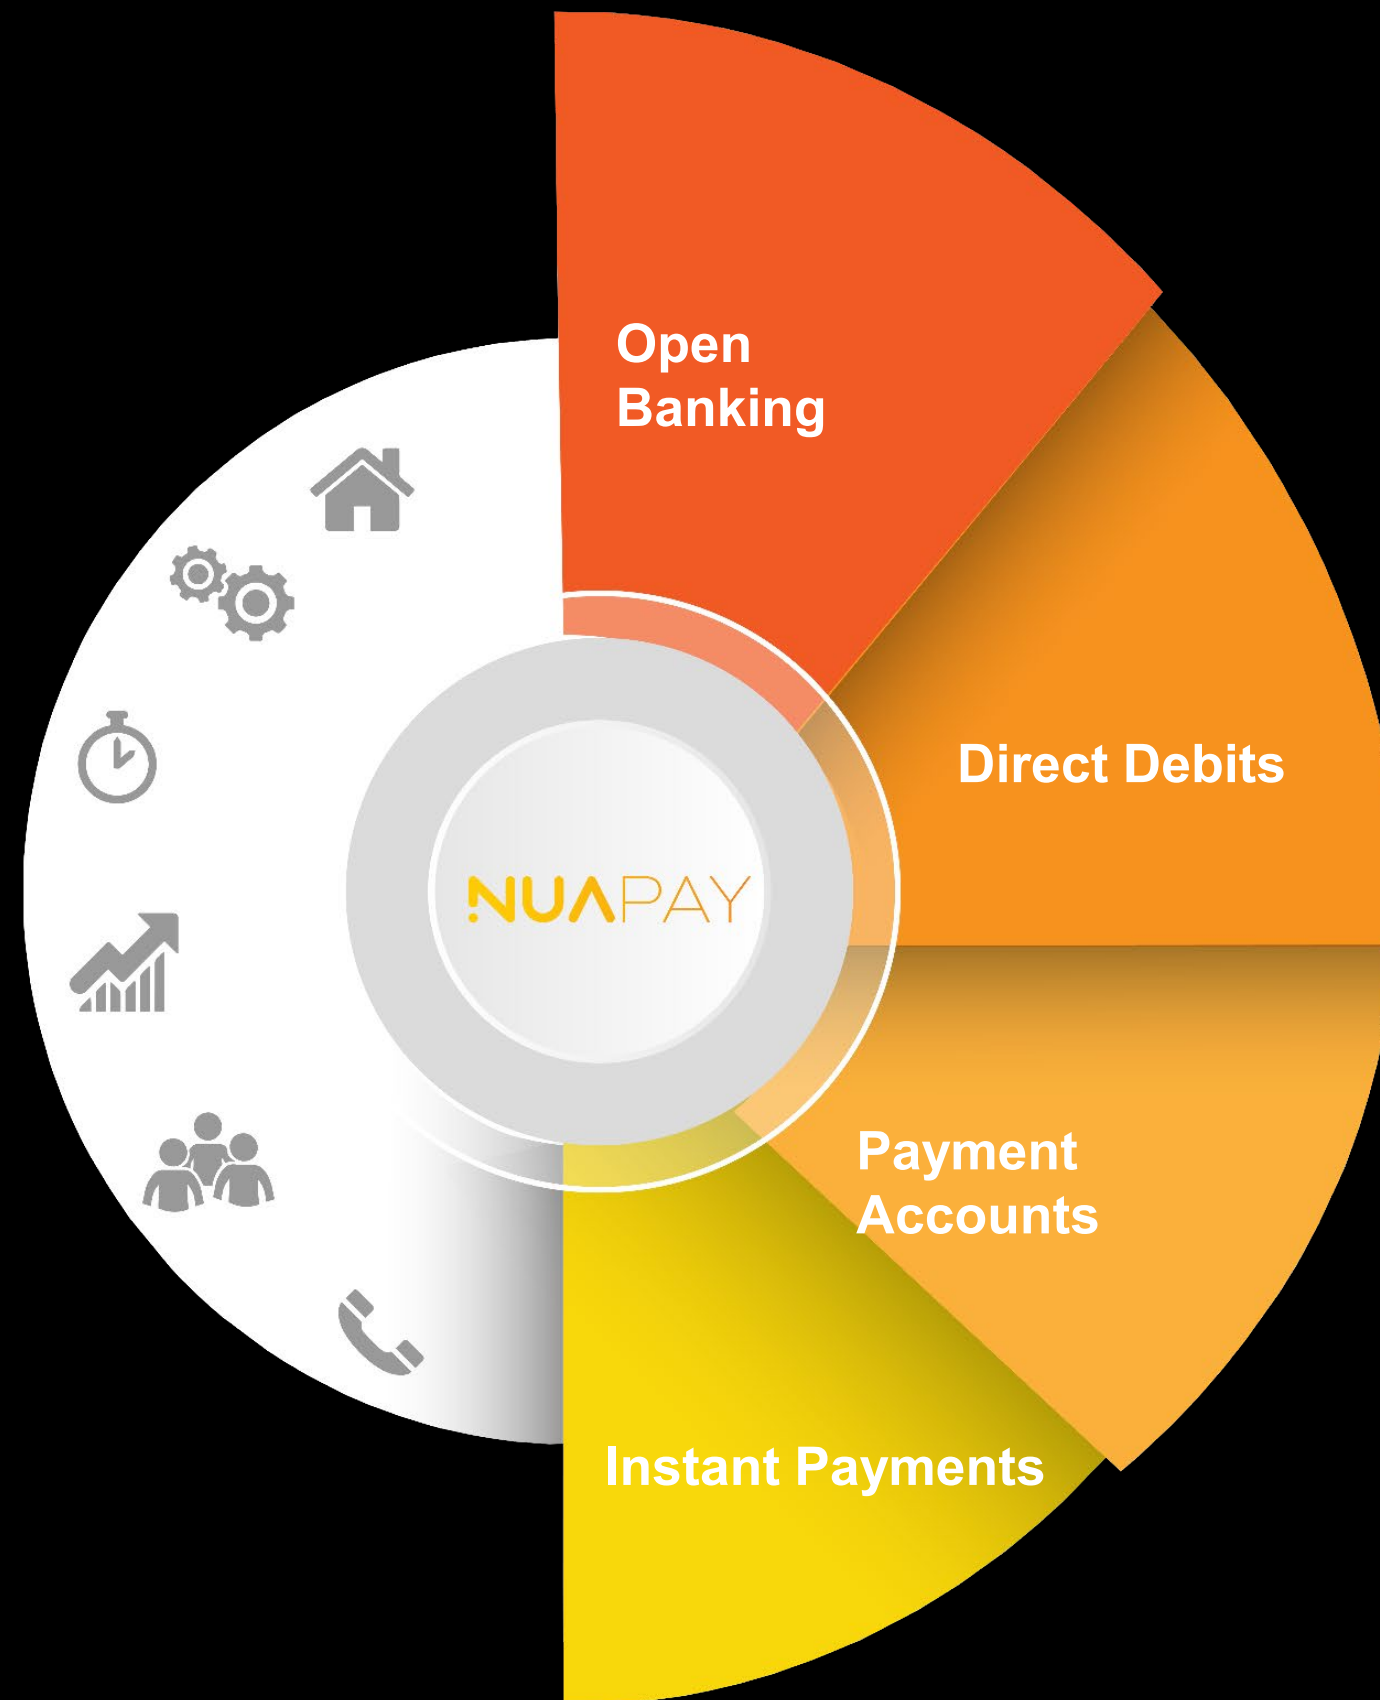 Open
Banking
Direct Debits
NUAPAY
Payment
Accounts
Instant Payments